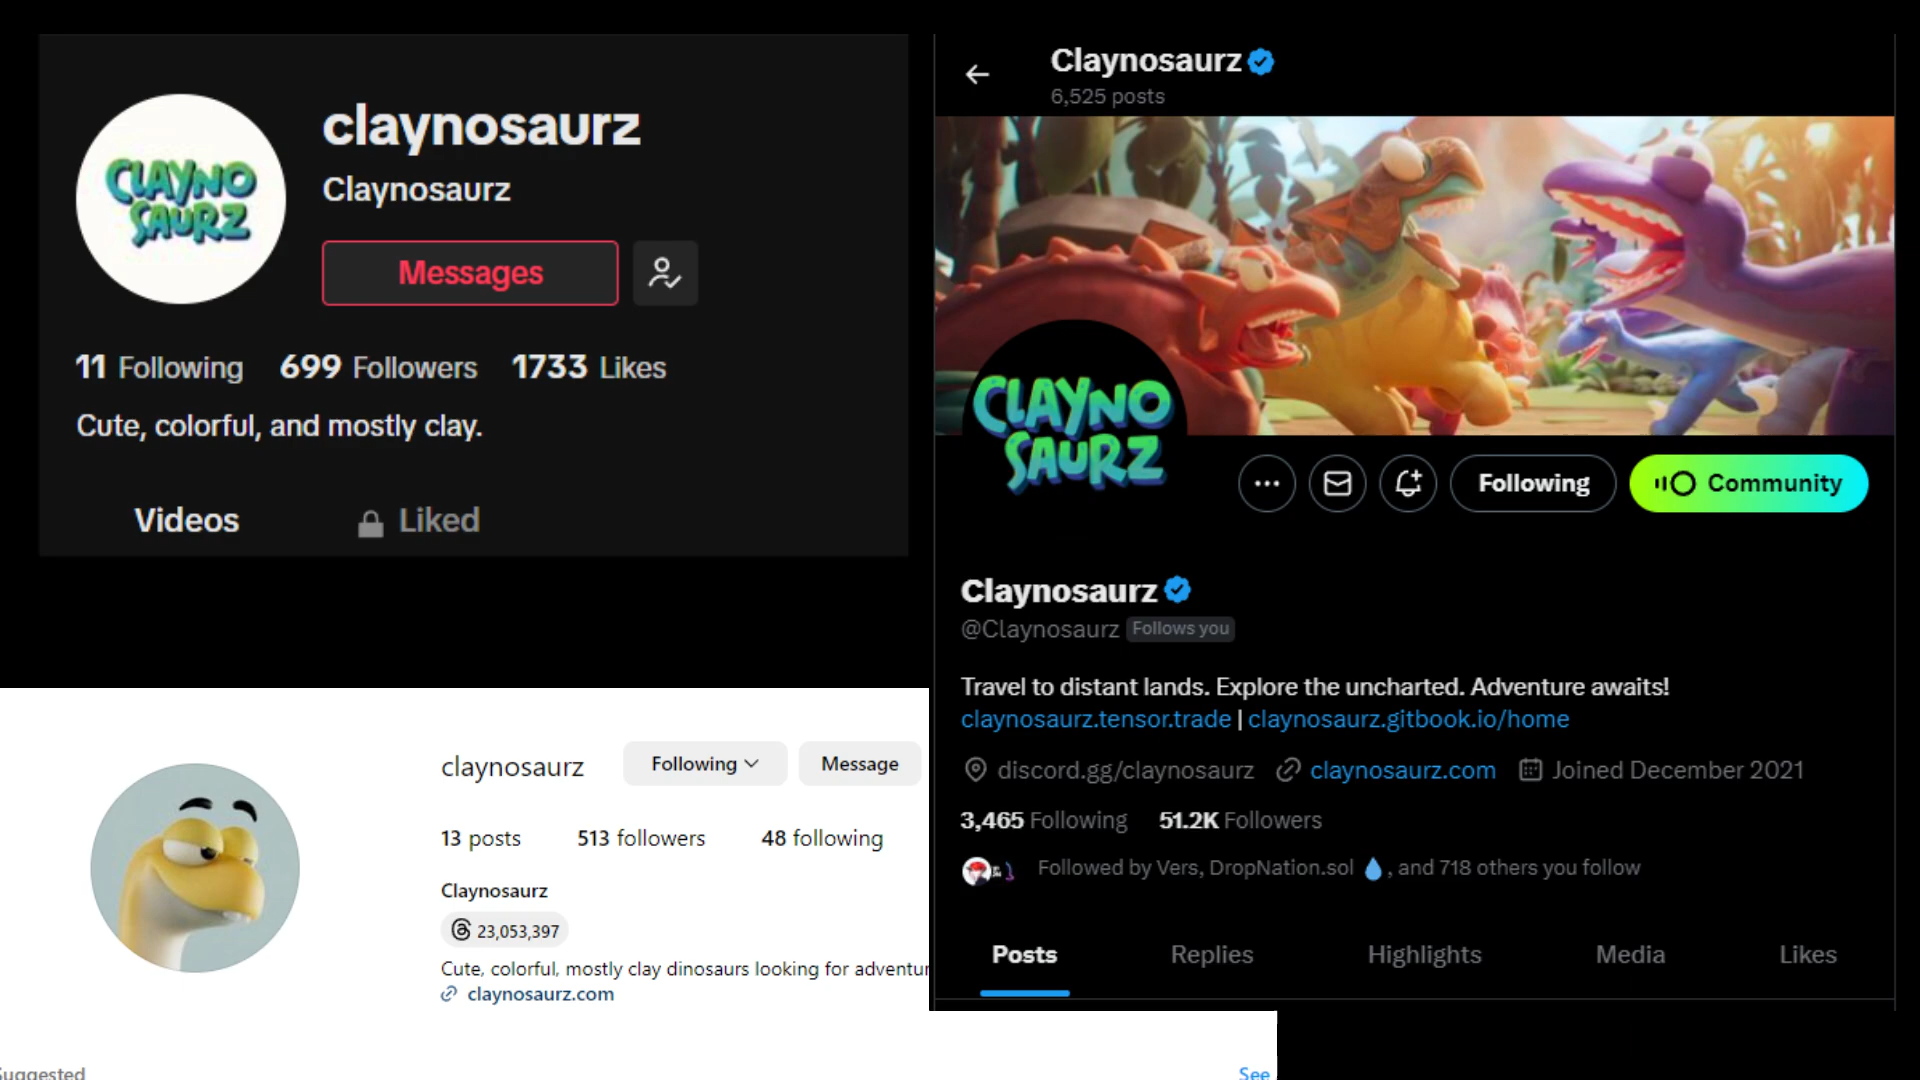 CLAYNO
SAURZ
claynosaurz
Claynosaurz
Messages
11 Following 699 Followers 1733 Likes
Cute, colorful, and mostly clay.
Videos Liked
Claynosaurz
6,525 posts
CLAYNO
SAURZ
Following Community
Claynosaurz
@Claynosaurz Follows you
Travel to distant lands. Explore the uncharted. Adventure awaits!
claynosaurz.tensor.trade | claynosaurz.gitbook.io/home
discord.gg/claynosaurz claynosaurz.com Joined December 2021
3,465 Following 51.2K Followers
Followed by Vers, DropNation.sol 💧, and 718 others you follow
Posts Replies Highlights Media Likes
claynosaurz Following Message
13 posts 513 followers 48 following
Claynosaurz
23,053,397
Cute, colorful, mostly clay dinosaurs looking for adventur
claynosaurz.com
Suggested See